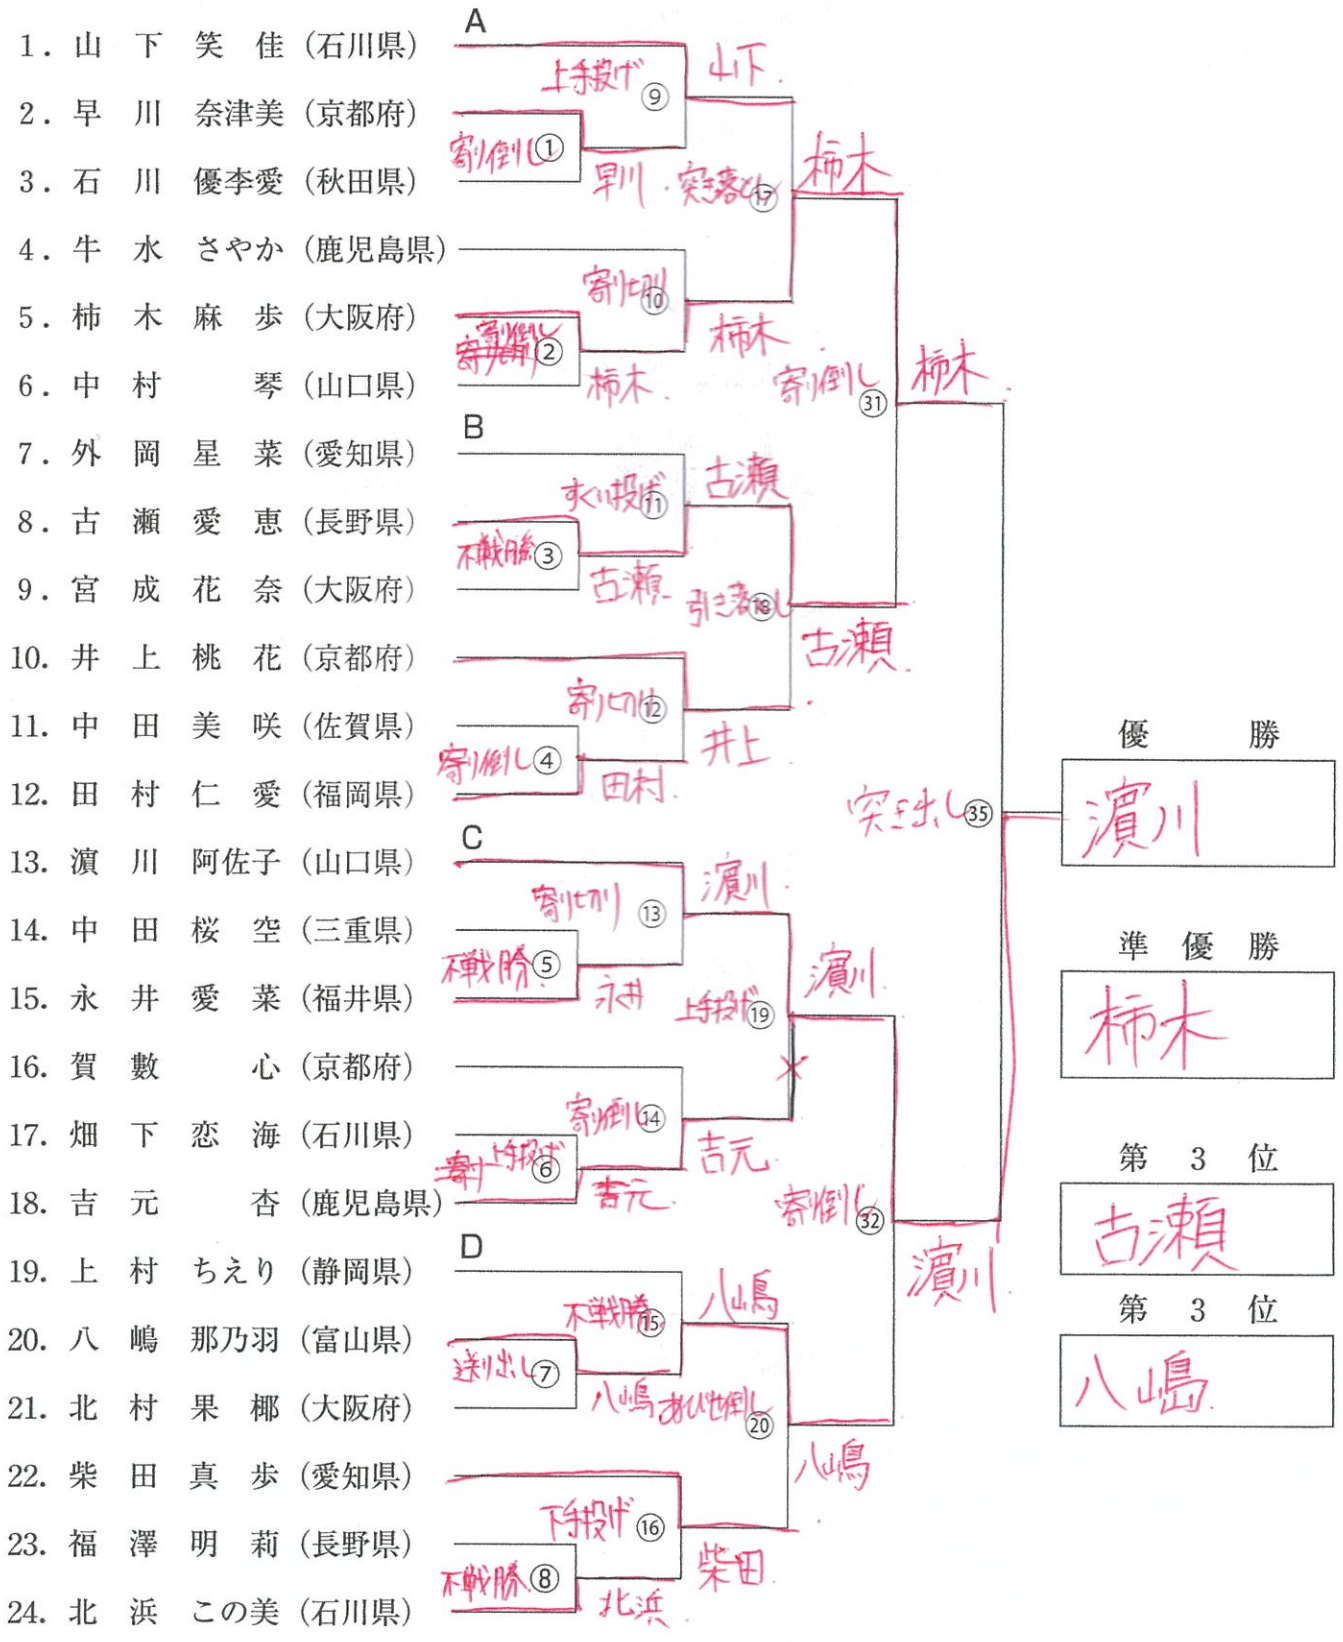 A
1. 山下笑佳 (石川県)
上手投げ ⑨ 山下
2. 早川奈津美 (京都府)
寄り倒し ① 早川
3. 石川優李愛 (秋田県)
突き落とし ⑰ 柿木
4. 牛水さやか (鹿児島県)
寄り切り ⑩ 柿木
5. 柿木麻歩 (大阪府)
寄り倒し ② 柿木
6. 中村琴 (山口県)
寄り倒し ㉛ 柿木
B
7. 外岡星菜 (愛知県)
すくい投げ ⑪ 古瀬
8. 古瀬愛恵 (長野県)
不戦勝 ③ 古瀬
9. 宮成花奈 (大阪府)
引き落とし ⑱ 古瀬
10. 井上桃花 (京都府)
寄り切り ⑫ 井上
11. 中田美咲 (佐賀県)
寄り倒し ④ 田村
12. 田村仁愛 (福岡県)
突き出し ㉟
C
13. 濵川阿佐子 (山口県)
寄り切り ⑬ 濵川
14. 中田桜空 (三重県)
不戦勝 ⑤ 永井
15. 永井愛菜 (福井県)
上手投げ ⑲ 濵川
16. 賀數心 (京都府)
寄り倒し ⑭ 吉元
17. 畑下恋海 (石川県)
上手投げ ⑥ 吉元
18. 吉元杏 (鹿児島県)
寄り倒し ㉜ 濵川
D
19. 上村ちえり (静岡県)
不戦勝 ⑮ 八嶋
20. 八嶋那乃羽 (富山県)
送り出し ⑦ 八嶋
21. 北村果椰 (大阪府)
あびせ倒し ⑳ 八嶋
22. 柴田真歩 (愛知県)
下手投げ ⑯ 柴田
23. 福澤明莉 (長野県)
不戦勝 ⑧ 北浜
24. 北浜この美 (石川県)
優勝
濵川
準優勝
柿木
第3位
古瀬
第3位
八嶋